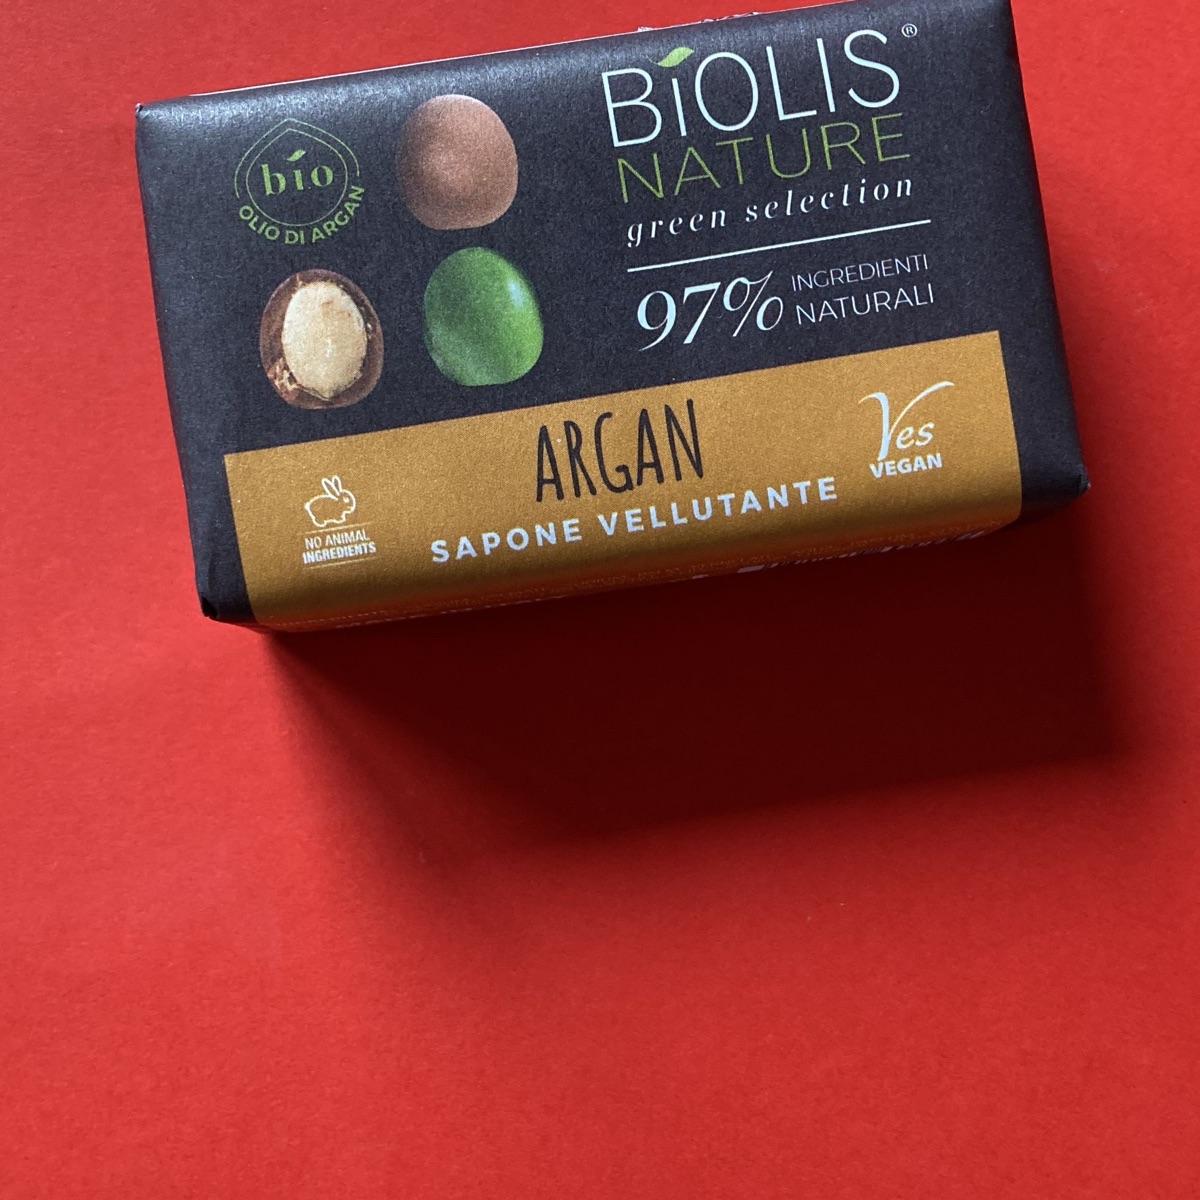 bio
OLIO DI ARGAN
BIOLIS®
NATURE
green selection
97% INGREDIENTI
NATURALI
ARGAN
SAPONE VELLUTANTE
NO ANIMAL
INGREDIENTS
Yes
VEGAN